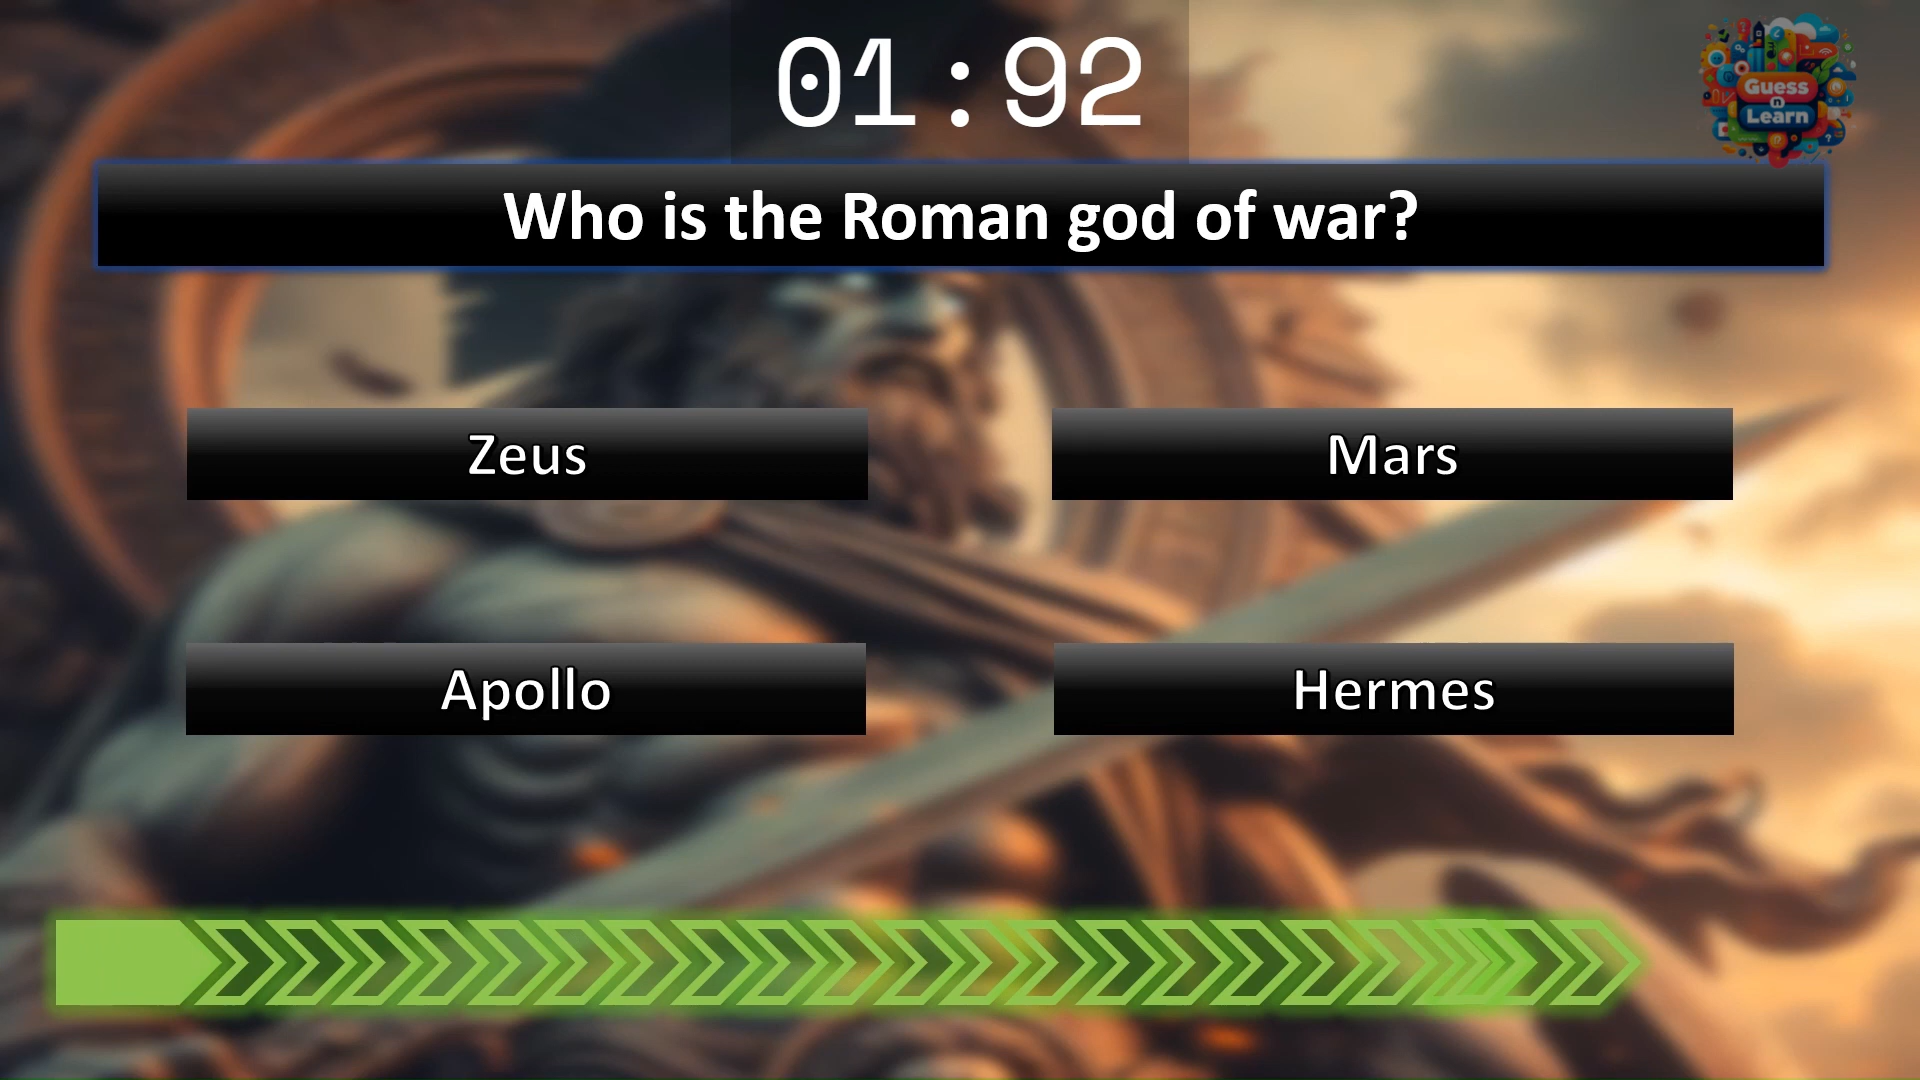 01:92
Guess
n
Learn
Who is the Roman god of war?
Zeus
Mars
Apollo
Hermes